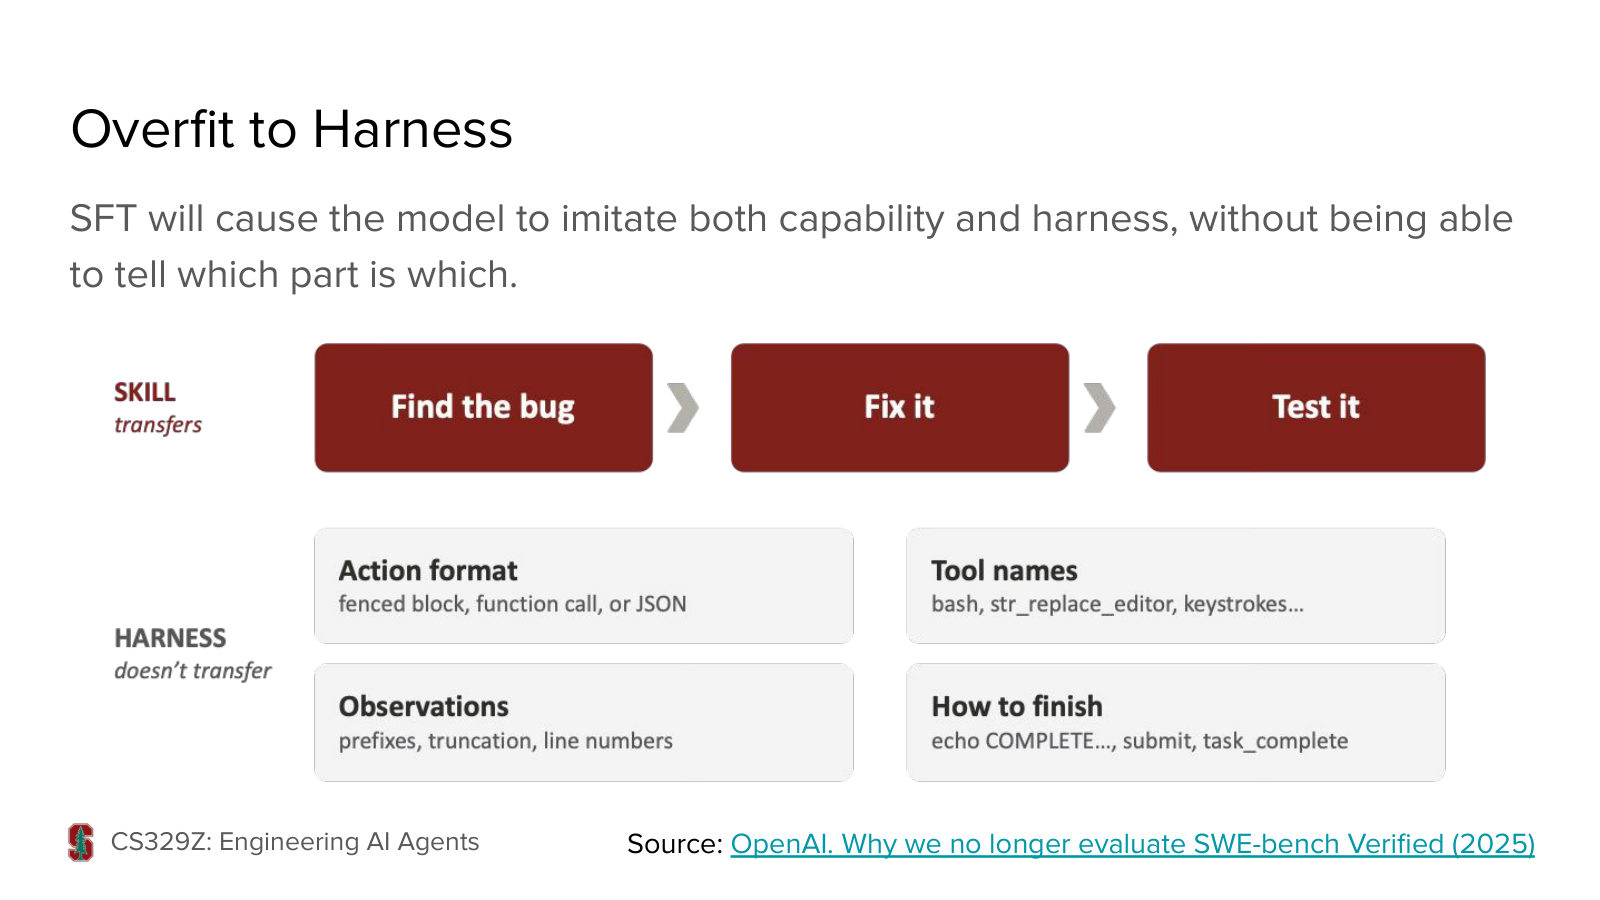 Overfit to Harness
SFT will cause the model to imitate both capability and harness, without being able
to tell which part is which.
SKILL
transfers
Find the bug
Fix it
Test it
HARNESS
doesn't transfer
Action format
fenced block, function call, or JSON
Tool names
bash, str_replace_editor, keystrokes...
Observations
prefixes, truncation, line numbers
How to finish
echo COMPLETE..., submit, task_complete
CS329Z: Engineering AI Agents
Source: OpenAI. Why we no longer evaluate SWE-bench Verified (2025)